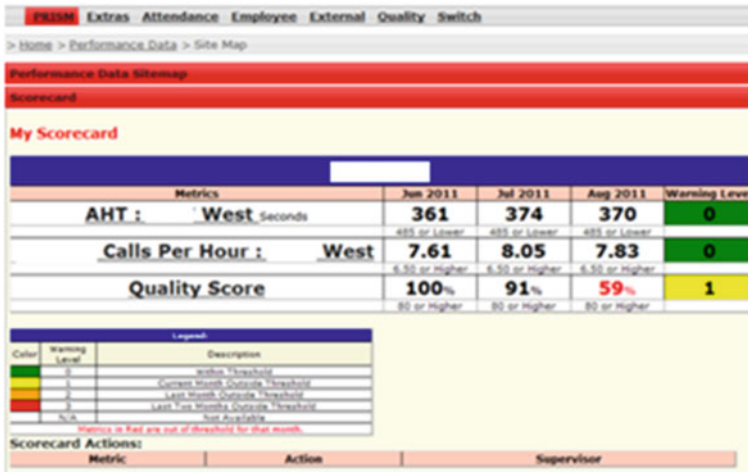 PRISM Extras Attendance Employee External Quality Switch
> Home > Performance Data > Site Map
Performance Data Sitemap
Scorecard
My Scorecard
Metrics Jun 2011 Jul 2011 Aug 2011 Warning Leve
AHT : West Seconds 361 374 370 0
485 or Lower 485 or Lower 485 or Lower
Calls Per Hour : West 7.61 8.05 7.83 0
6.50 or Higher 6.50 or Higher 6.50 or Higher
Quality Score 100% 91% 59% 1
80 or Higher 80 or Higher 80 or Higher
Legend:
Color Warning Level Description
0 Within Threshold
1 Current Month Outside Threshold
2 Last Month Outside Threshold
3 Last Two Months Outside Threshold
N/A Not Available
Metrics in Red are out of threshold for that month.
Scorecard Actions:
Metric Action Supervisor